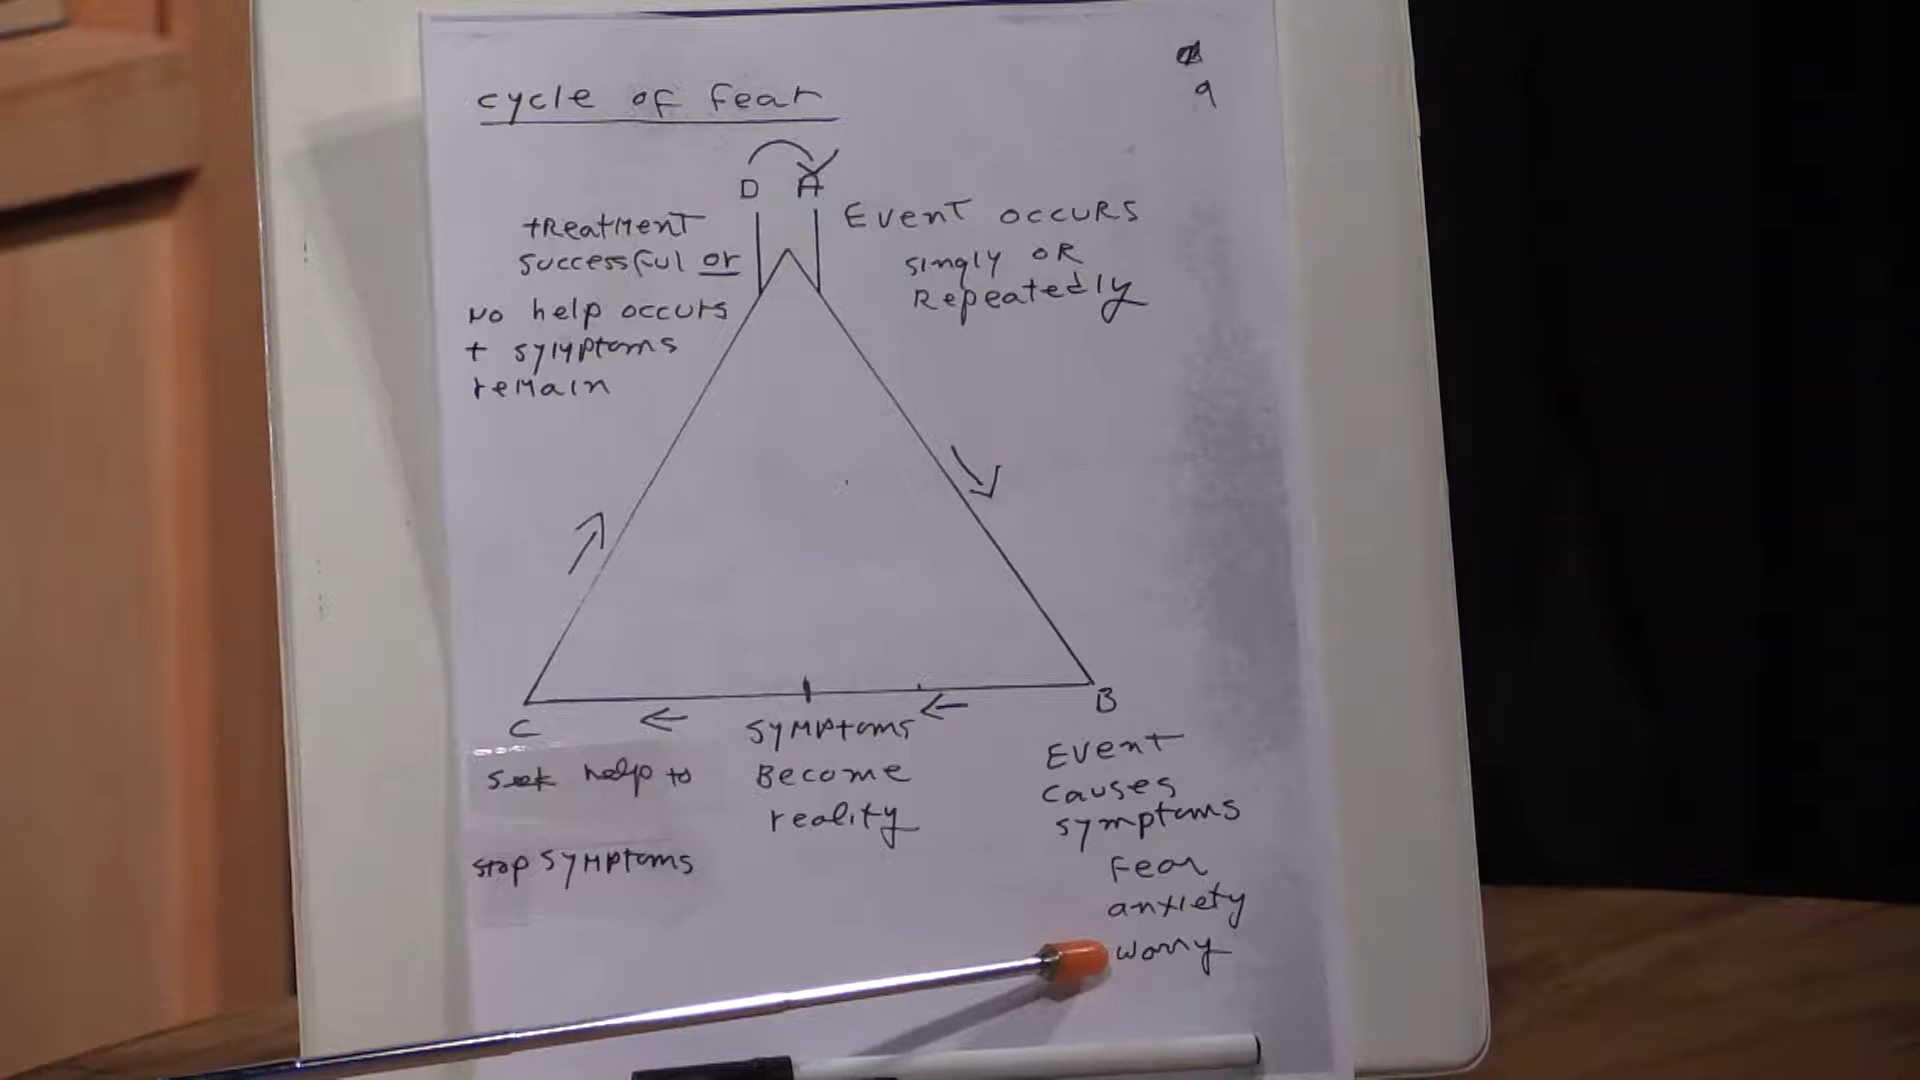 cycle of fear
9
D A
treatment
successful or
No help occurs
+ symptoms
remain
Event occurs
singly or
Repeatedly
C
seek help to
stop symptoms
symptoms
Become
reality
B
Event
causes
symptoms
Fear
anxiety
worry